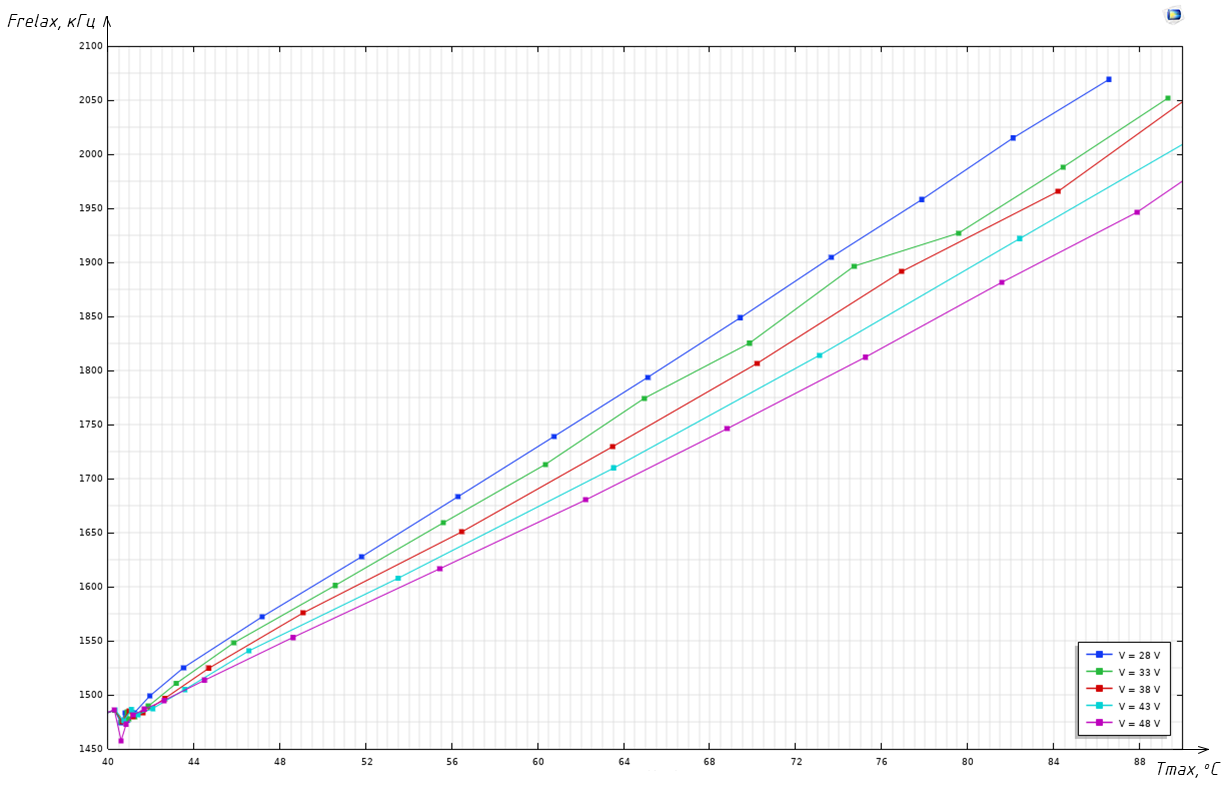 Frelax, кГц
2100
2050
2000
1950
1900
1850
1800
1750
1700
1650
1600
1550
1500
1450
V = 28 V
V = 33 V
V = 38 V
V = 43 V
V = 48 V
40 44 48 52 56 60 64 68 72 76 80 84 88
Tmax, °C